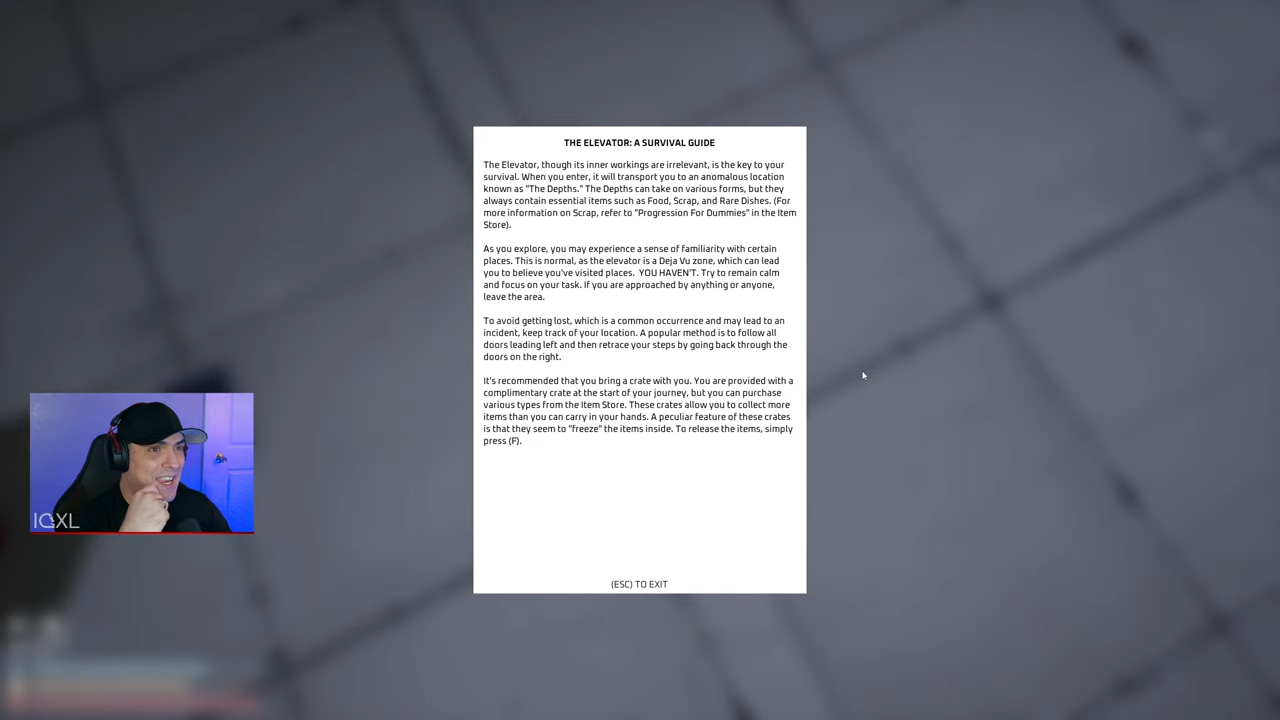 THE ELEVATOR: A SURVIVAL GUIDE
The Elevator, though its inner workings are irrelevant, is the key to your
survival. When you enter, it will transport you to an anomalous location
known as "The Depths." The Depths can take on various forms, but they
always contain essential items such as Food, Scrap, and Rare Dishes. (For
more information on Scrap, refer to "Progression For Dummies" in the Item
Store).
As you explore, you may experience a sense of familiarity with certain
places. This is normal, as the elevator is a Deja Vu zone, which can lead
you to believe you've visited places.  YOU HAVEN'T. Try to remain calm
and focus on your task. If you are approached by anything or anyone,
leave the area.
To avoid getting lost, which is a common occurrence and may lead to an
incident, keep track of your location. A popular method is to follow all
doors leading left and then retrace your steps by going back through the
doors on the right.
It's recommended that you bring a crate with you. You are provided with a
complimentary crate at the start of your journey, but you can purchase
various types from the Item Store. These crates allow you to collect more
items than you can carry in your hands. A peculiar feature of these crates
is that they seem to "freeze" the items inside. To release the items, simply
press (F).
IGXL
(ESC) TO EXIT